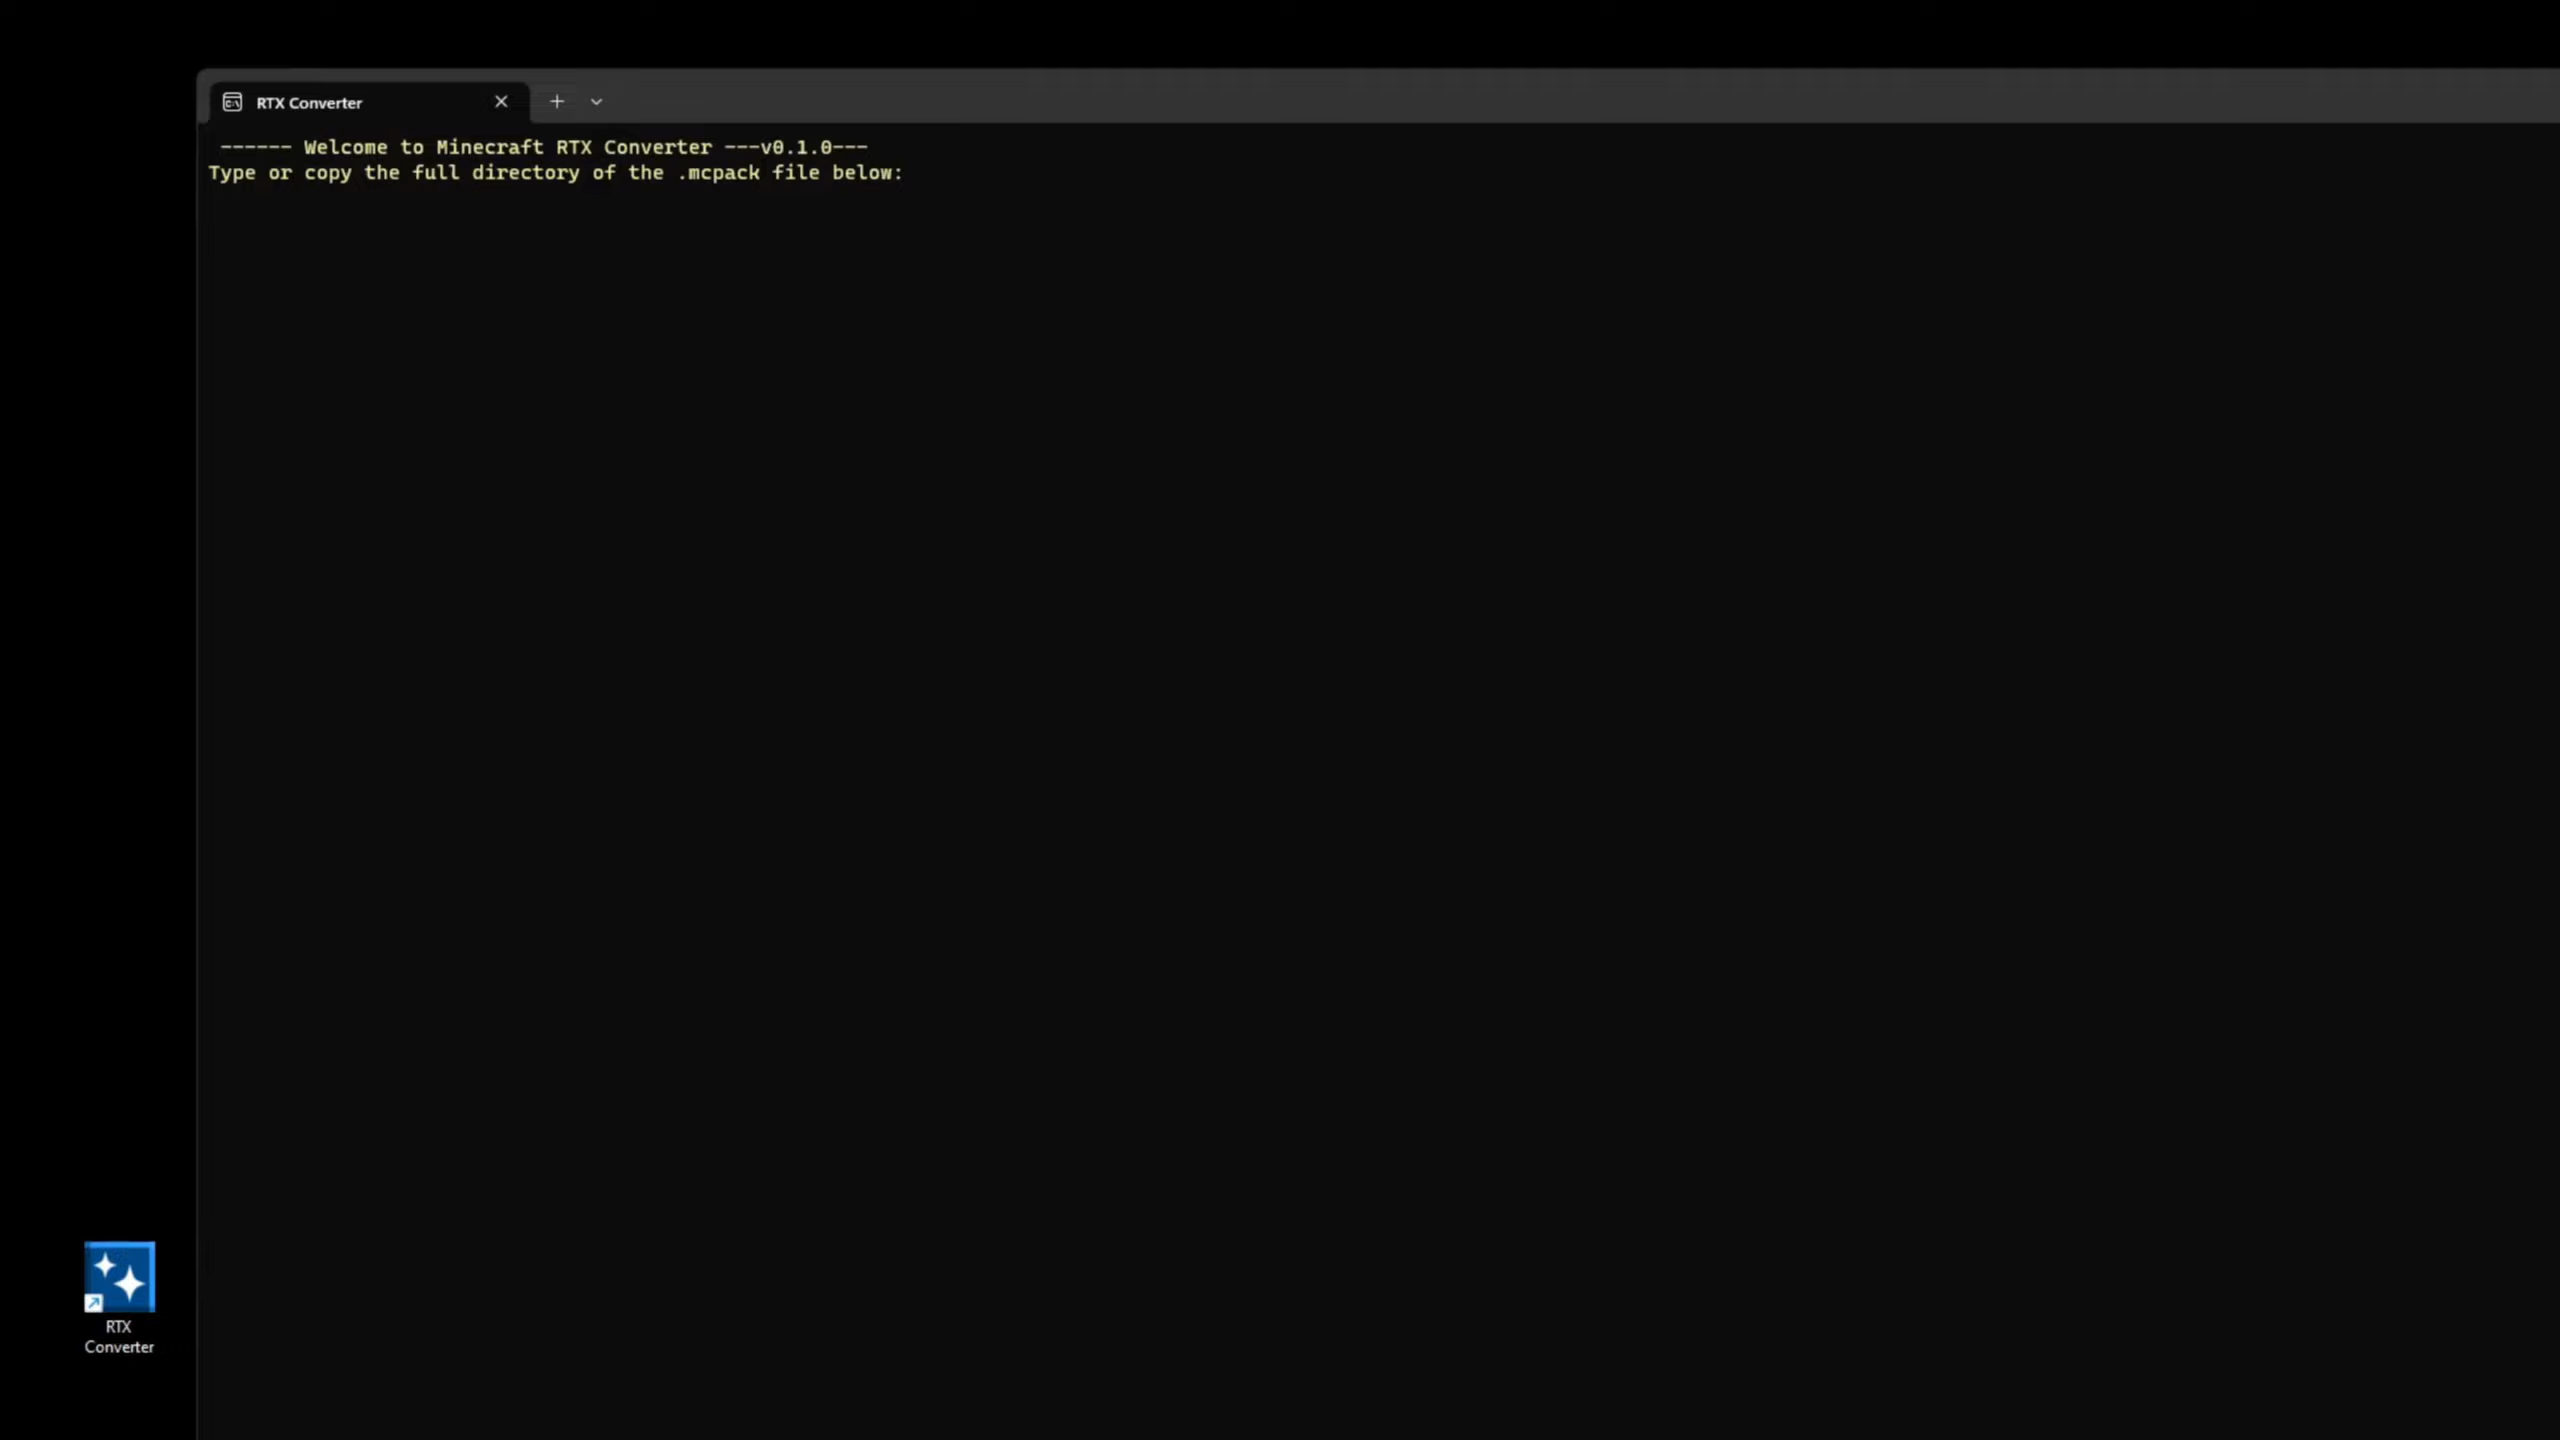 RTX Converter
------ Welcome to Minecraft RTX Converter ---v0.1.0---
Type or copy the full directory of the .mcpack file below:
RTX
Converter